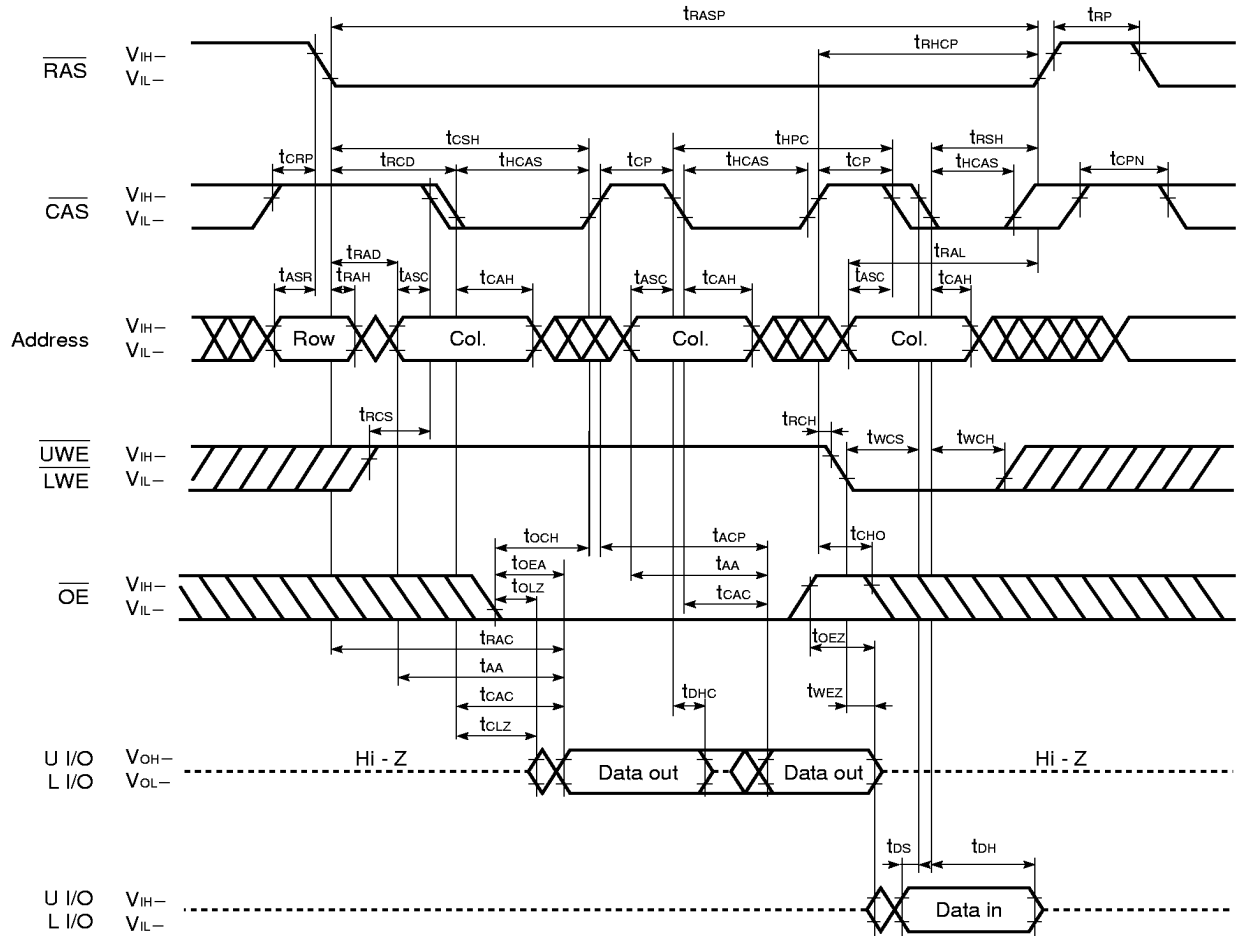 tRASP tRP
tRHCP
RAS VIH–
VIL–
tCSH tHPC tRSH
tCRP tRCD tHCAS tCP tHCAS tCP tHCAS tCPN
CAS VIH–
VIL–
tRAD tRAL
tASR tRAH tASC tCAH tASC tCAH tASC tCAH
Address VIH–
VIL–
Row Col. Col. Col.
tRCS tRCH tWCS tWCH
UWE VIH–
LWE VIL–
tOCH tACP tCHO
tOEA tAA
OE VIH–
VIL–
tOLZ tCAC
tRAC tOEZ
tAA
tCAC tDHC tWEZ
tCLZ
U I/O VOH–
L I/O VOL–
Hi - Z Data out Data out Hi - Z
tDS tDH
U I/O VIH–
L I/O VIL–
Data in